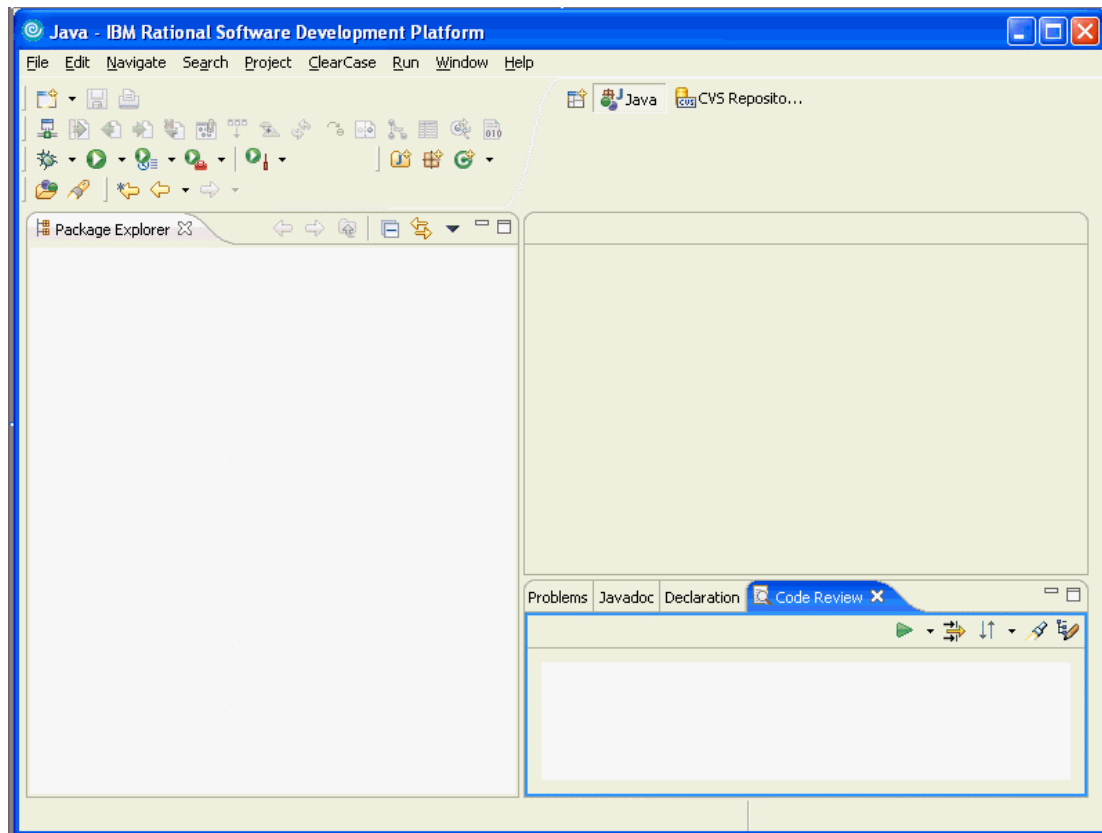 Java - IBM Rational Software Development Platform
File Edit Navigate Search Project ClearCase Run Window Help
Java CVS Reposito...
010
Package Explorer
Problems Javadoc Declaration Code Review